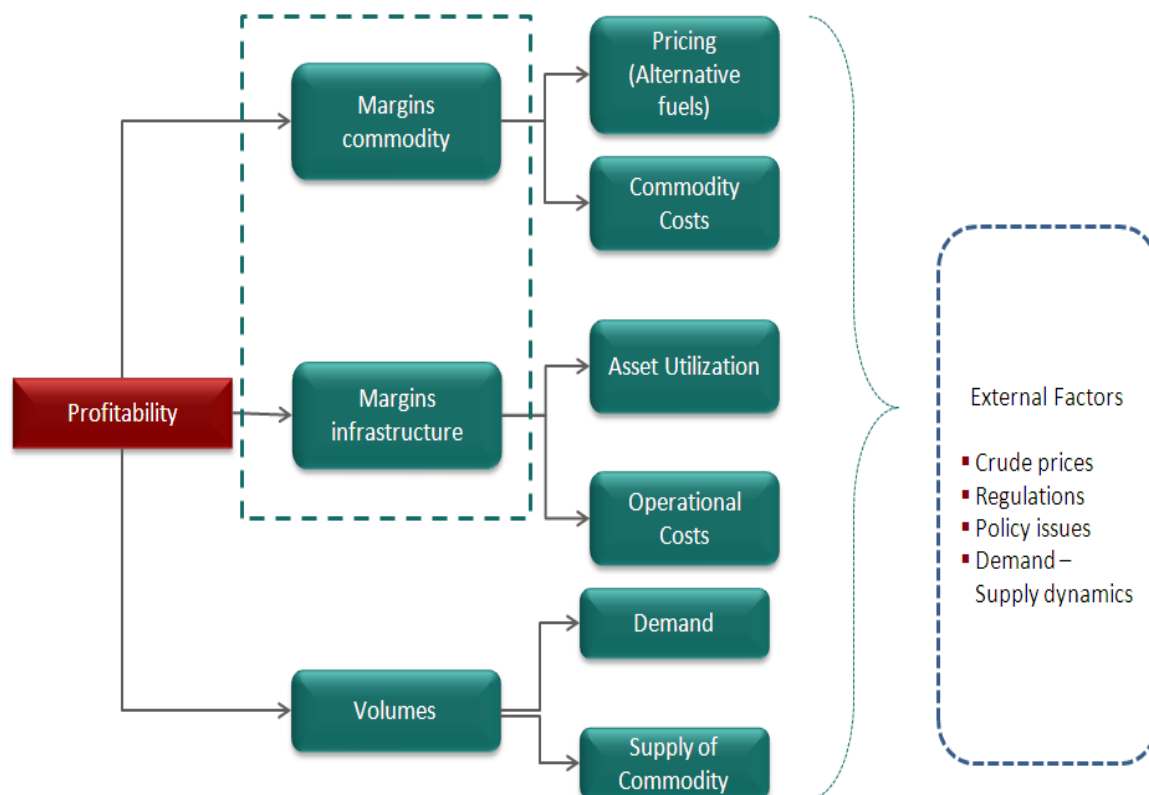 Pricing
(Alternative
fuels)
Margins
commodity
Commodity
Costs
Asset Utilization
Profitability
Margins
infrastructure
Operational
Costs
Demand
Volumes
Supply of
Commodity
External Factors
▪ Crude prices
▪ Regulations
▪ Policy issues
▪ Demand –
Supply dynamics